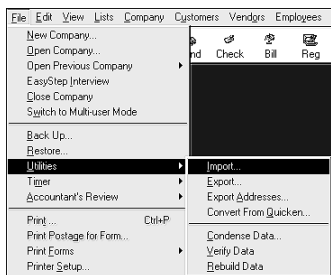 File Edit View Lists Company Customers Vendors Employees
Check Bill Reg
New Company...
Open Company...
Open Previous Company
EasyStep Interview
Close Company
Switch to Multi-user Mode
Back Up...
Restore...
Utilities
Timer
Accountant's Review
Print ... Ctrl+P
Print Postage for Form...
Print Forms
Printer Setup...
Import...
Export...
Export Addresses...
Convert From Quicken...
Condense Data...
Verify Data
Rebuild Data